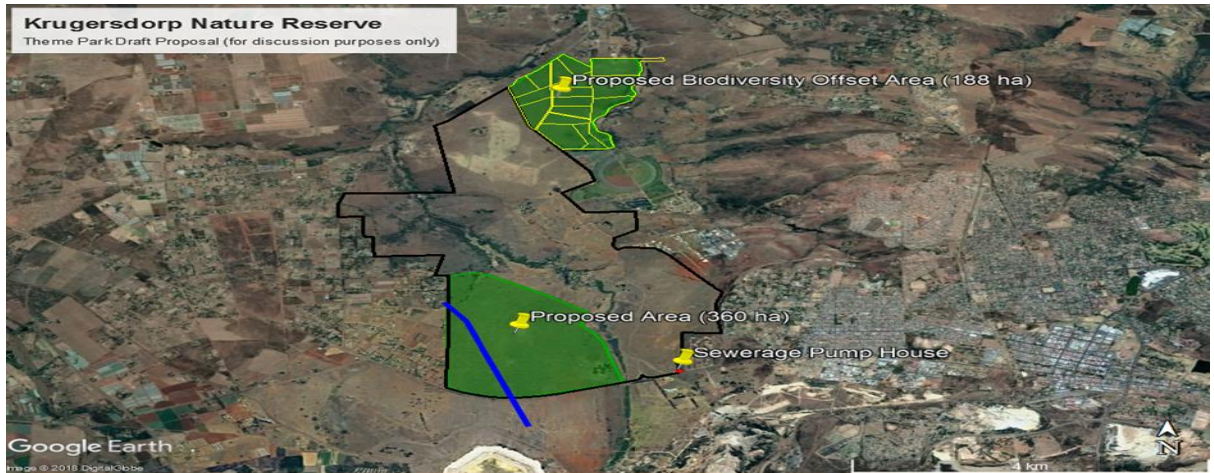 Krugersdorp Nature Reserve
Theme Park Draft Proposal (for discussion purposes only)
Proposed Biodiversity Offset Area (188 ha)
Proposed Area (360 ha)
Sewerage Pump House
Google Earth
Image © 2018 DigitalGlobe
N
4 km